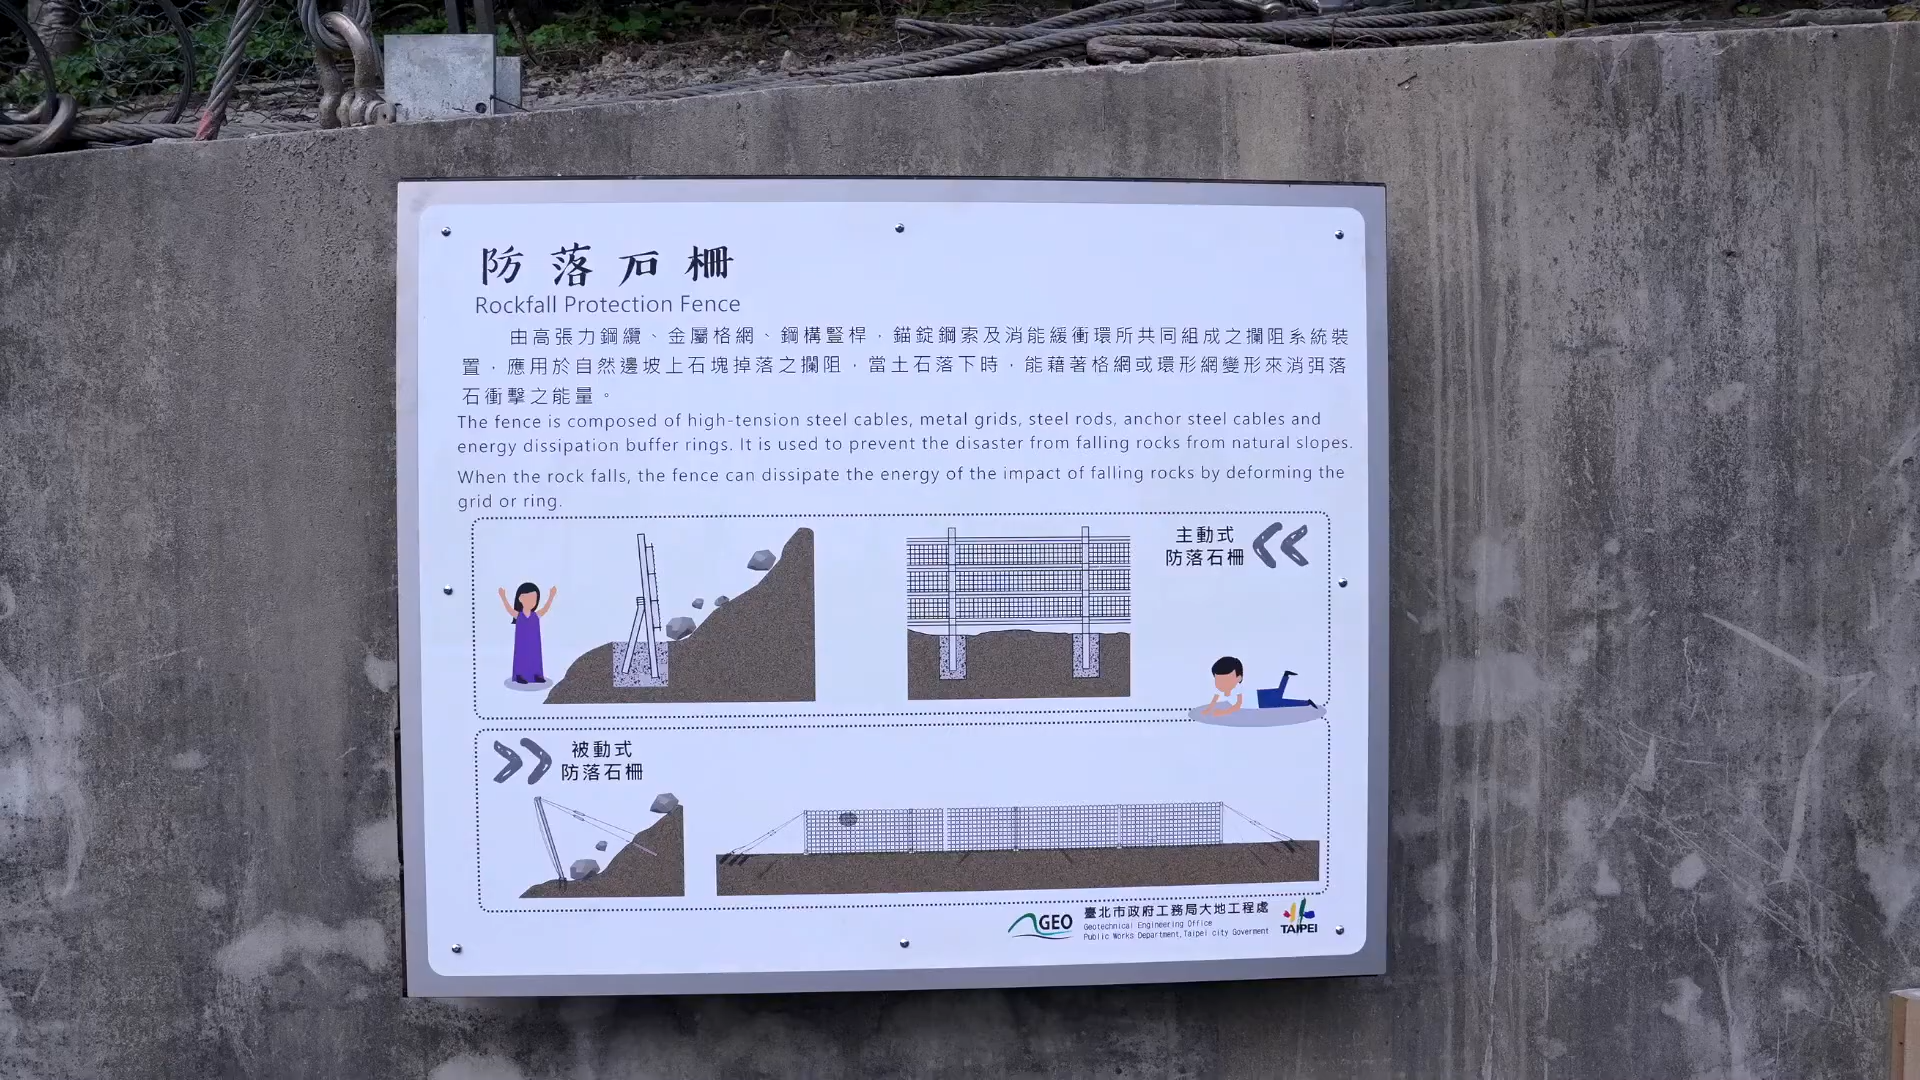 防落石柵
Rockfall Protection Fence
由高張力鋼纜、金屬格網、鋼構豎桿，錨錠鋼索及消能緩衝環所共同組成之攔阻系統裝
置，應用於自然邊坡上石塊掉落之攔阻，當土石落下時，能藉著格網或環形網變形來消弭落
石衝擊之能量。
The fence is composed of high-tension steel cables, metal grids, steel rods, anchor steel cables and
energy dissipation buffer rings. It is used to prevent the disaster from falling rocks from natural slopes.
When the rock falls, the fence can dissipate the energy of the impact of falling rocks by deforming the
grid or ring.
主動式
防落石柵
被動式
防落石柵
GEO
臺北市政府工務局大地工程處
Geotechnical Engineering Office
Public Works Department,Taipei city Goverment
TAIPEI